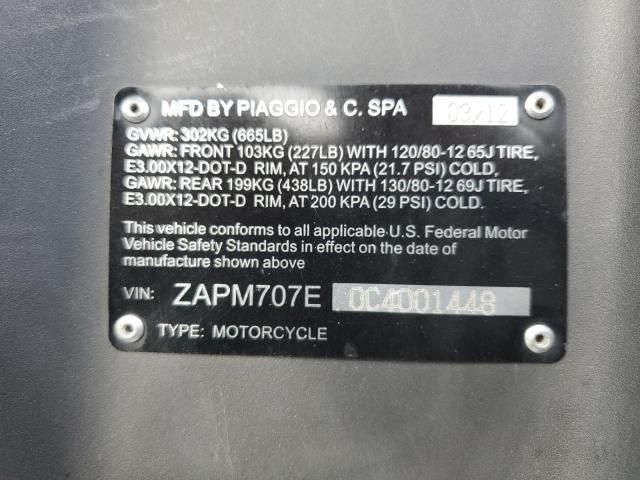 MFD BY PIAGGIO & C. SPA 03/12
GVWR: 302KG (665LB)
GAWR: FRONT 103KG (227LB) WITH 120/80-12 65J TIRE,
E3.00X12-DOT-D RIM, AT 150 KPA (21.7 PSI) COLD,
GAWR: REAR 199KG (438LB) WITH 130/80-12 69J TIRE,
E3.00X12-DOT-D RIM, AT 200 KPA (29 PSI) COLD.
This vehicle conforms to all applicable U.S. Federal Motor
Vehicle Safety Standards in effect on the date of
manufacture shown above
VIN: ZAPM707E 0C4001448
TYPE: MOTORCYCLE